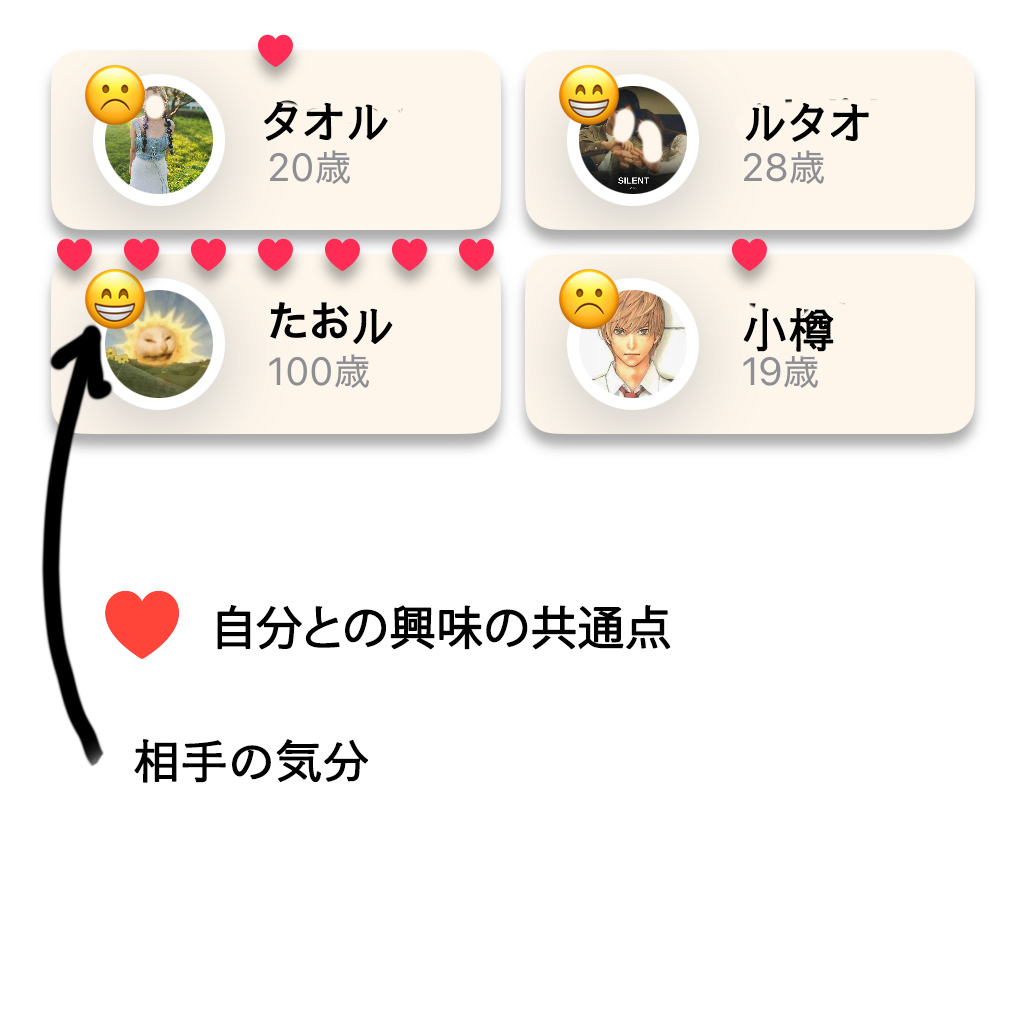 タオル
20歳
ルタオ
28歳
SILENT
たおル
100歳
小樽
19歳
自分との興味の共通点
相手の気分